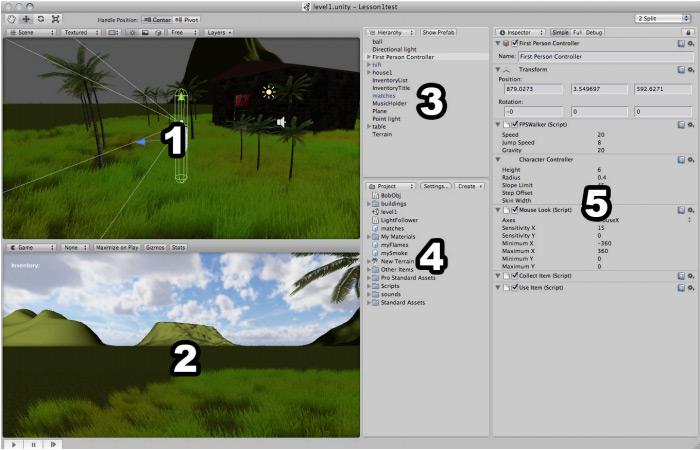 level1.unity – Lesson1test
Handle Position: Center Pivot
2 Split
Scene Textured Free Layers
1
Game None Maximize on Play Gizmos Stats
Inventory:
2
Hierarchy Show Prefab
ball
Directional light
First Person Controller
hifi
house1
InventoryList
InventoryTitle
matches
MusicHolder
Plane
Point light
table
Terrain
3
Project Settings... Create
BobObj
buildings
level1
LightFollower
matches
My Materials
myFlames
mySmoke
New Terrain
Other Items
Pro Standard Assets
Scripts
sounds
Standard Assets
4
Inspector Simple Full Debug
First Person Controller
Name: First Person Controller
Transform
Position:
879.0273 3.549697 592.6271
Rotation:
-0 0 0
FPSWalker (Script)
Speed 20
Jump Speed 8
Gravity 20
Character Controller
Height 6
Radius 0.4
Slope Limit
Step Offset
Skin Width
5
Mouse Look (Script)
Axes
Sensitivity X 15
Sensitivity Y 0
Minimum X -360
Maximum X 360
Minimum Y 0
Maximum Y 0
Collect Item (Script)
Use Item (Script)